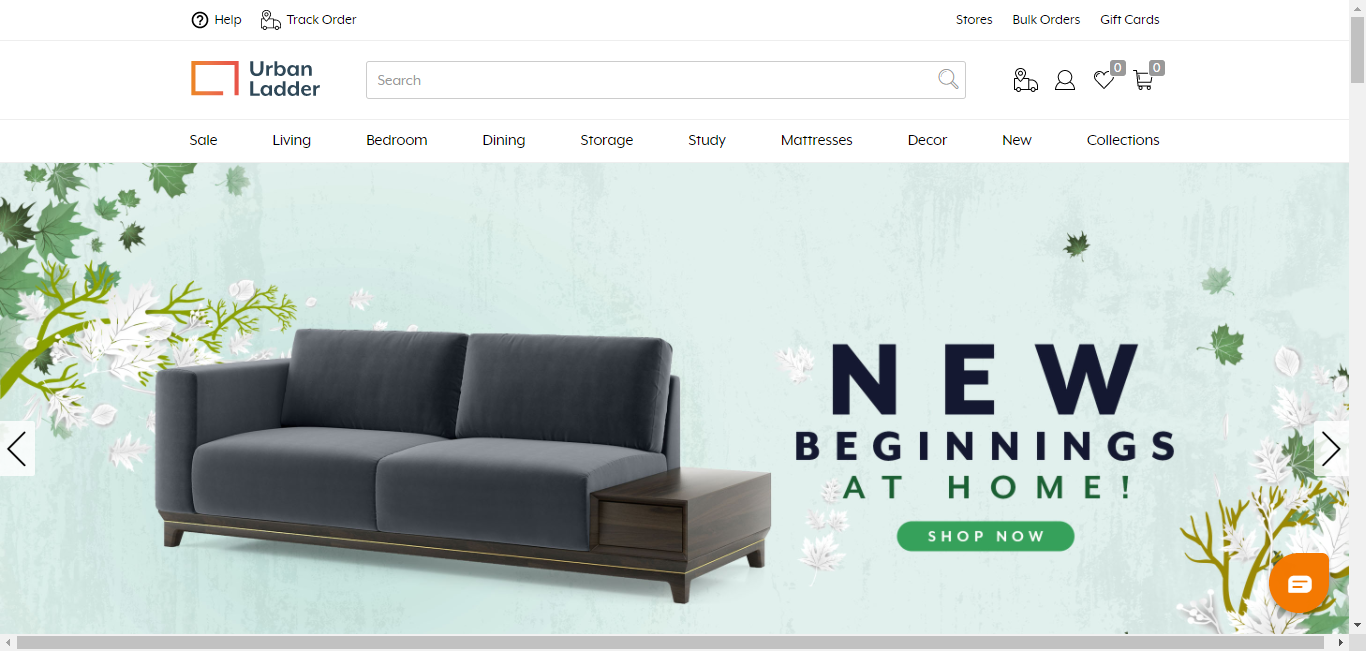 Help Track Order Stores Bulk Orders Gift Cards
Urban
Ladder
Search
0 0
Sale Living Bedroom Dining Storage Study Mattresses Decor New Collections
NEW
BEGINNINGS
AT HOME!
SHOP NOW